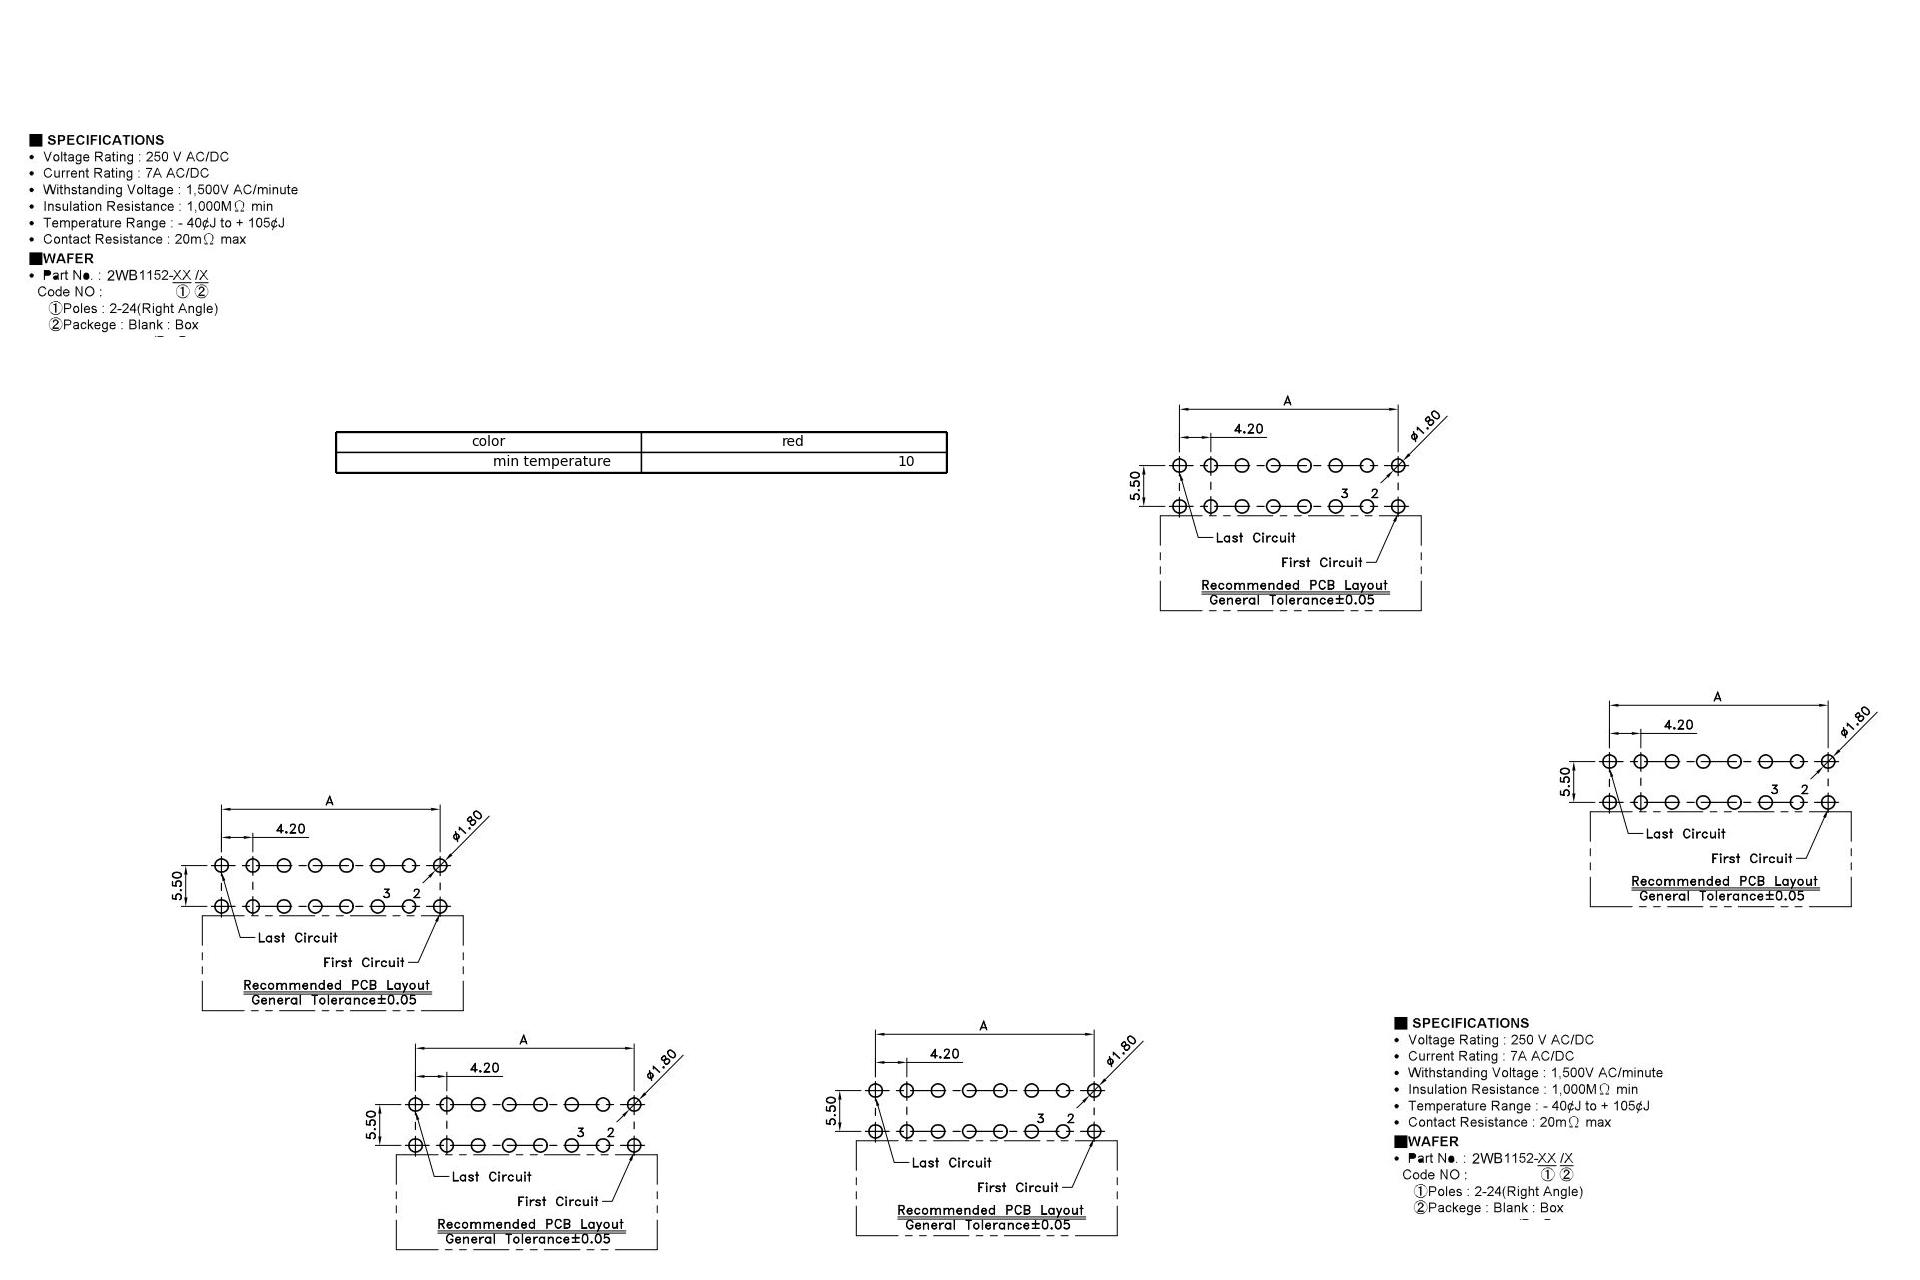 ■ SPECIFICATIONS
• Voltage Rating : 250 V AC/DC
• Current Rating : 7A AC/DC
• Withstanding Voltage : 1,500V AC/minute
• Insulation Resistance : 1,000MΩ min
• Temperature Range : - 40¢J to + 105¢J
• Contact Resistance : 20mΩ max
■WAFER
• Part No. : 2WB1152-XX /X
Code NO : ① ②
①Poles : 2-24(Right Angle)
②Packege : Blank : Box
color red
min temperature 10
A
4.20
ø1.80
5.50
3 2
Last Circuit
First Circuit
Recommended PCB Layout
General Tolerance±0.05
A
4.20
ø1.80
5.50
3 2
Last Circuit
First Circuit
Recommended PCB Layout
General Tolerance±0.05
A
4.20
ø1.80
5.50
3 2
Last Circuit
First Circuit
Recommended PCB Layout
General Tolerance±0.05
A
4.20
ø1.80
5.50
3 2
Last Circuit
First Circuit
Recommended PCB Layout
General Tolerance±0.05
A
4.20
ø1.80
5.50
3 2
Last Circuit
First Circuit
Recommended PCB Layout
General Tolerance±0.05
■ SPECIFICATIONS
• Voltage Rating : 250 V AC/DC
• Current Rating : 7A AC/DC
• Withstanding Voltage : 1,500V AC/minute
• Insulation Resistance : 1,000MΩ min
• Temperature Range : - 40¢J to + 105¢J
• Contact Resistance : 20mΩ max
■WAFER
• Part No. : 2WB1152-XX /X
Code NO : ① ②
①Poles : 2-24(Right Angle)
②Packege : Blank : Box